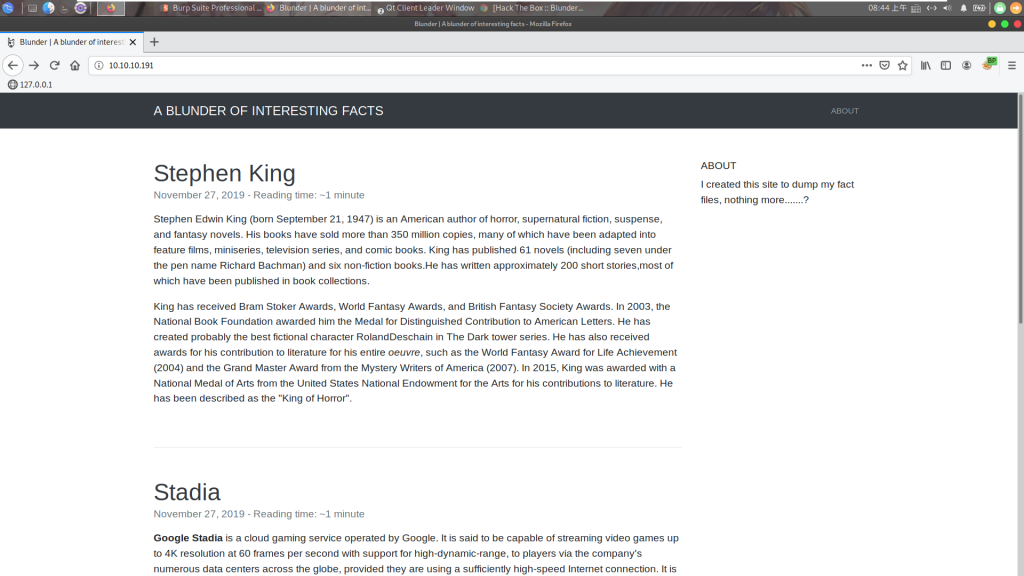 Burp Suite Professional ...
Blunder | A blunder of int...
Qt Client Leader Window
[Hack The Box :: Blunder...
08:44 上午
Blunder | A blunder of interesting facts - Mozilla Firefox
Blunder | A blunder of interest
10.10.10.191
BP
127.0.0.1
A BLUNDER OF INTERESTING FACTS
ABOUT
Stephen King
November 27, 2019 - Reading time: ~1 minute
Stephen Edwin King (born September 21, 1947) is an American author of horror, supernatural fiction, suspense,
and fantasy novels. His books have sold more than 350 million copies, many of which have been adapted into
feature films, miniseries, television series, and comic books. King has published 61 novels (including seven under
the pen name Richard Bachman) and six non-fiction books.He has written approximately 200 short stories,most of
which have been published in book collections.
King has received Bram Stoker Awards, World Fantasy Awards, and British Fantasy Society Awards. In 2003, the
National Book Foundation awarded him the Medal for Distinguished Contribution to American Letters. He has
created probably the best fictional character RolandDeschain in The Dark tower series. He has also received
awards for his contribution to literature for his entire oeuvre, such as the World Fantasy Award for Life Achievement
(2004) and the Grand Master Award from the Mystery Writers of America (2007). In 2015, King was awarded with a
National Medal of Arts from the United States National Endowment for the Arts for his contributions to literature. He
has been described as the "King of Horror".
ABOUT
I created this site to dump my fact
files, nothing more.......?
Stadia
November 27, 2019 - Reading time: ~1 minute
Google Stadia is a cloud gaming service operated by Google. It is said to be capable of streaming video games up
to 4K resolution at 60 frames per second with support for high-dynamic-range, to players via the company's
numerous data centers across the globe, provided they are using a sufficiently high-speed Internet connection. It is